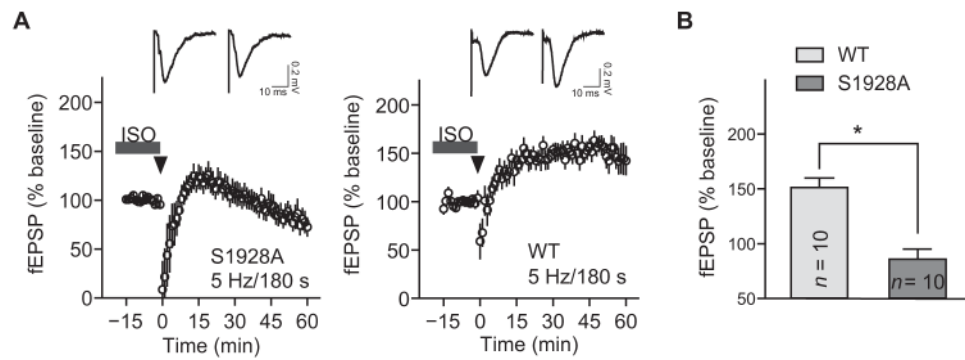 A
0.2 mV
10 ms
fEPSP (% baseline)
200
150
100
50
0
ISO
S1928A
5 Hz/180 s
−15 0 15 30 45 60
Time (min)
0.2 mV
10 ms
fEPSP (% baseline)
200
150
100
50
0
ISO
WT
5 Hz/180 s
−15 0 15 30 45 60
Time (min)
B
WT
S1928A
fEPSP (% baseline)
200
150
100
50
*
n = 10
n = 10